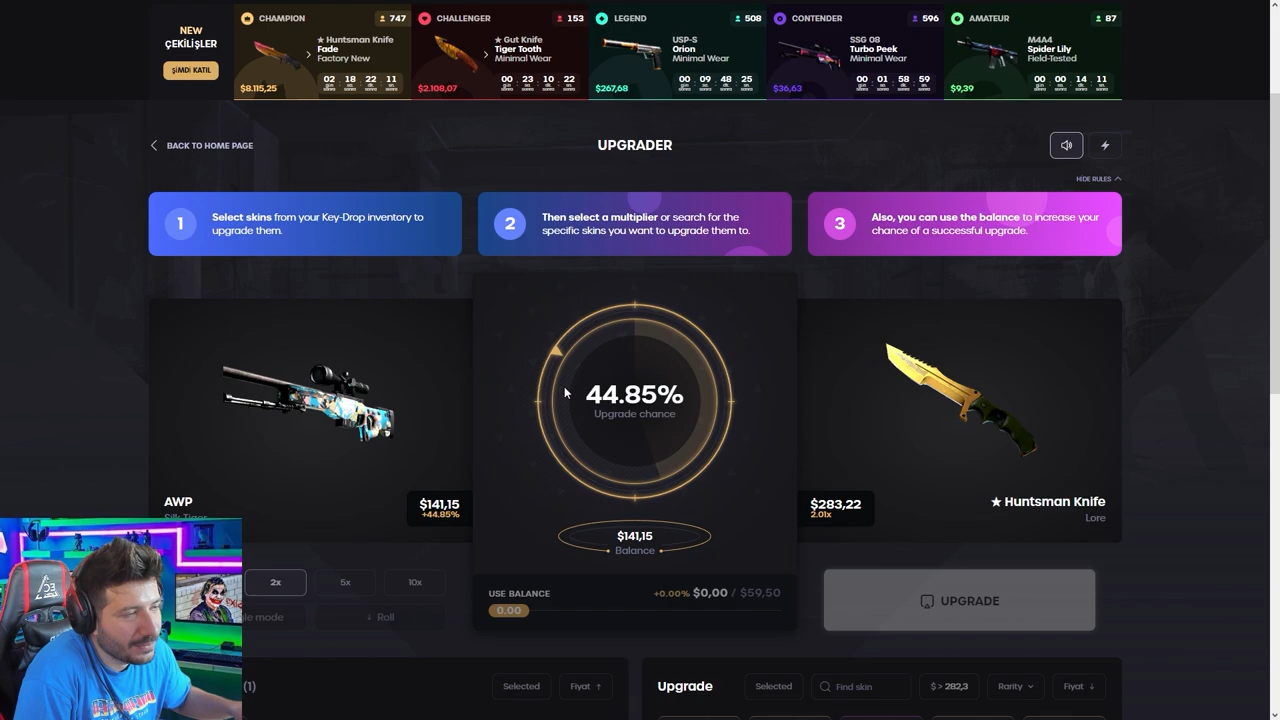 NEW
ÇEKİLİŞLER
ŞİMDİ KATIL
CHAMPION
747
★ Huntsman Knife
Fade
Factory New
$8.115,25
02 : 18 : 22 : 11
CHALLENGER
153
★ Gut Knife
Tiger Tooth
Minimal Wear
$2.108,07
00 : 23 : 10 : 22
LEGEND
508
USP-S
Orion
Minimal Wear
$267,68
00 : 09 : 48 : 25
CONTENDER
596
SSG 08
Turbo Peek
Minimal Wear
$36,63
00 : 01 : 58 : 59
AMATEUR
87
M4A4
Spider Lily
Field-Tested
$9,39
00 : 00 : 14 : 11
BACK TO HOME PAGE
UPGRADER
HİDE RULES
1
Select skins from your Key-Drop inventory to
upgrade them.
2
Then select a multiplier or search for the
specific skins you want to upgrade them to.
3
Also, you can use the balance to increase your
chance of a successful upgrade.
44.85%
Upgrade chance
AWP
$141,15
+44.85%
$283,22
2.01x
★ Huntsman Knife
Lore
$141,15
Balance
2x
5x
10x
USE BALANCE
+0.00% $0,00 / $59,50
0.00
UPGRADE
le mode
↓ Roll
(1)
Selected
Fiyat ↑
Upgrade
Selected
Find skin
$ > 282,3
Rarity
Fiyat ↓